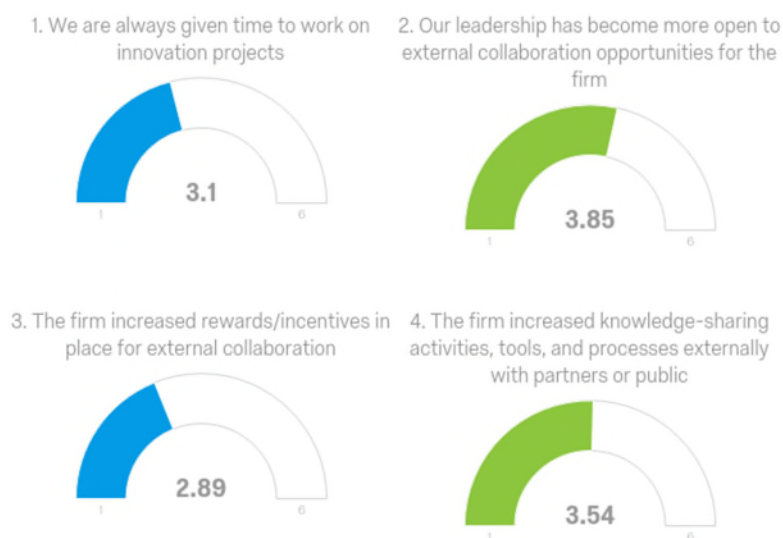 1. We are always given time to work on
innovation projects
3.1
1
6
2. Our leadership has become more open to
external collaboration opportunities for the
firm
3.85
1
6
3. The firm increased rewards/incentives in
place for external collaboration
2.89
1
6
4. The firm increased knowledge-sharing
activities, tools, and processes externally
with partners or public
3.54
1
6